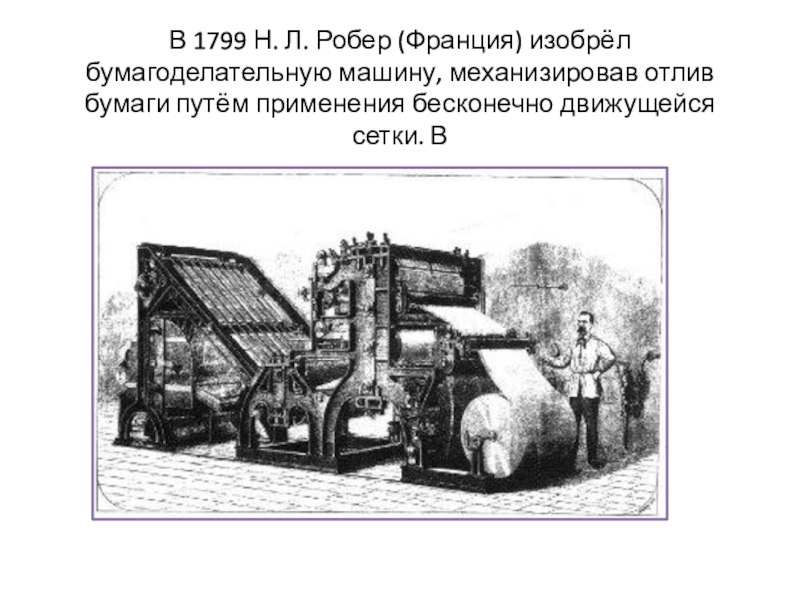 В 1799 Н. Л. Робер (Франция) изобрёл
бумагоделательную машину, механизировав отлив
бумаги путём применения бесконечно движущейся
сетки. В